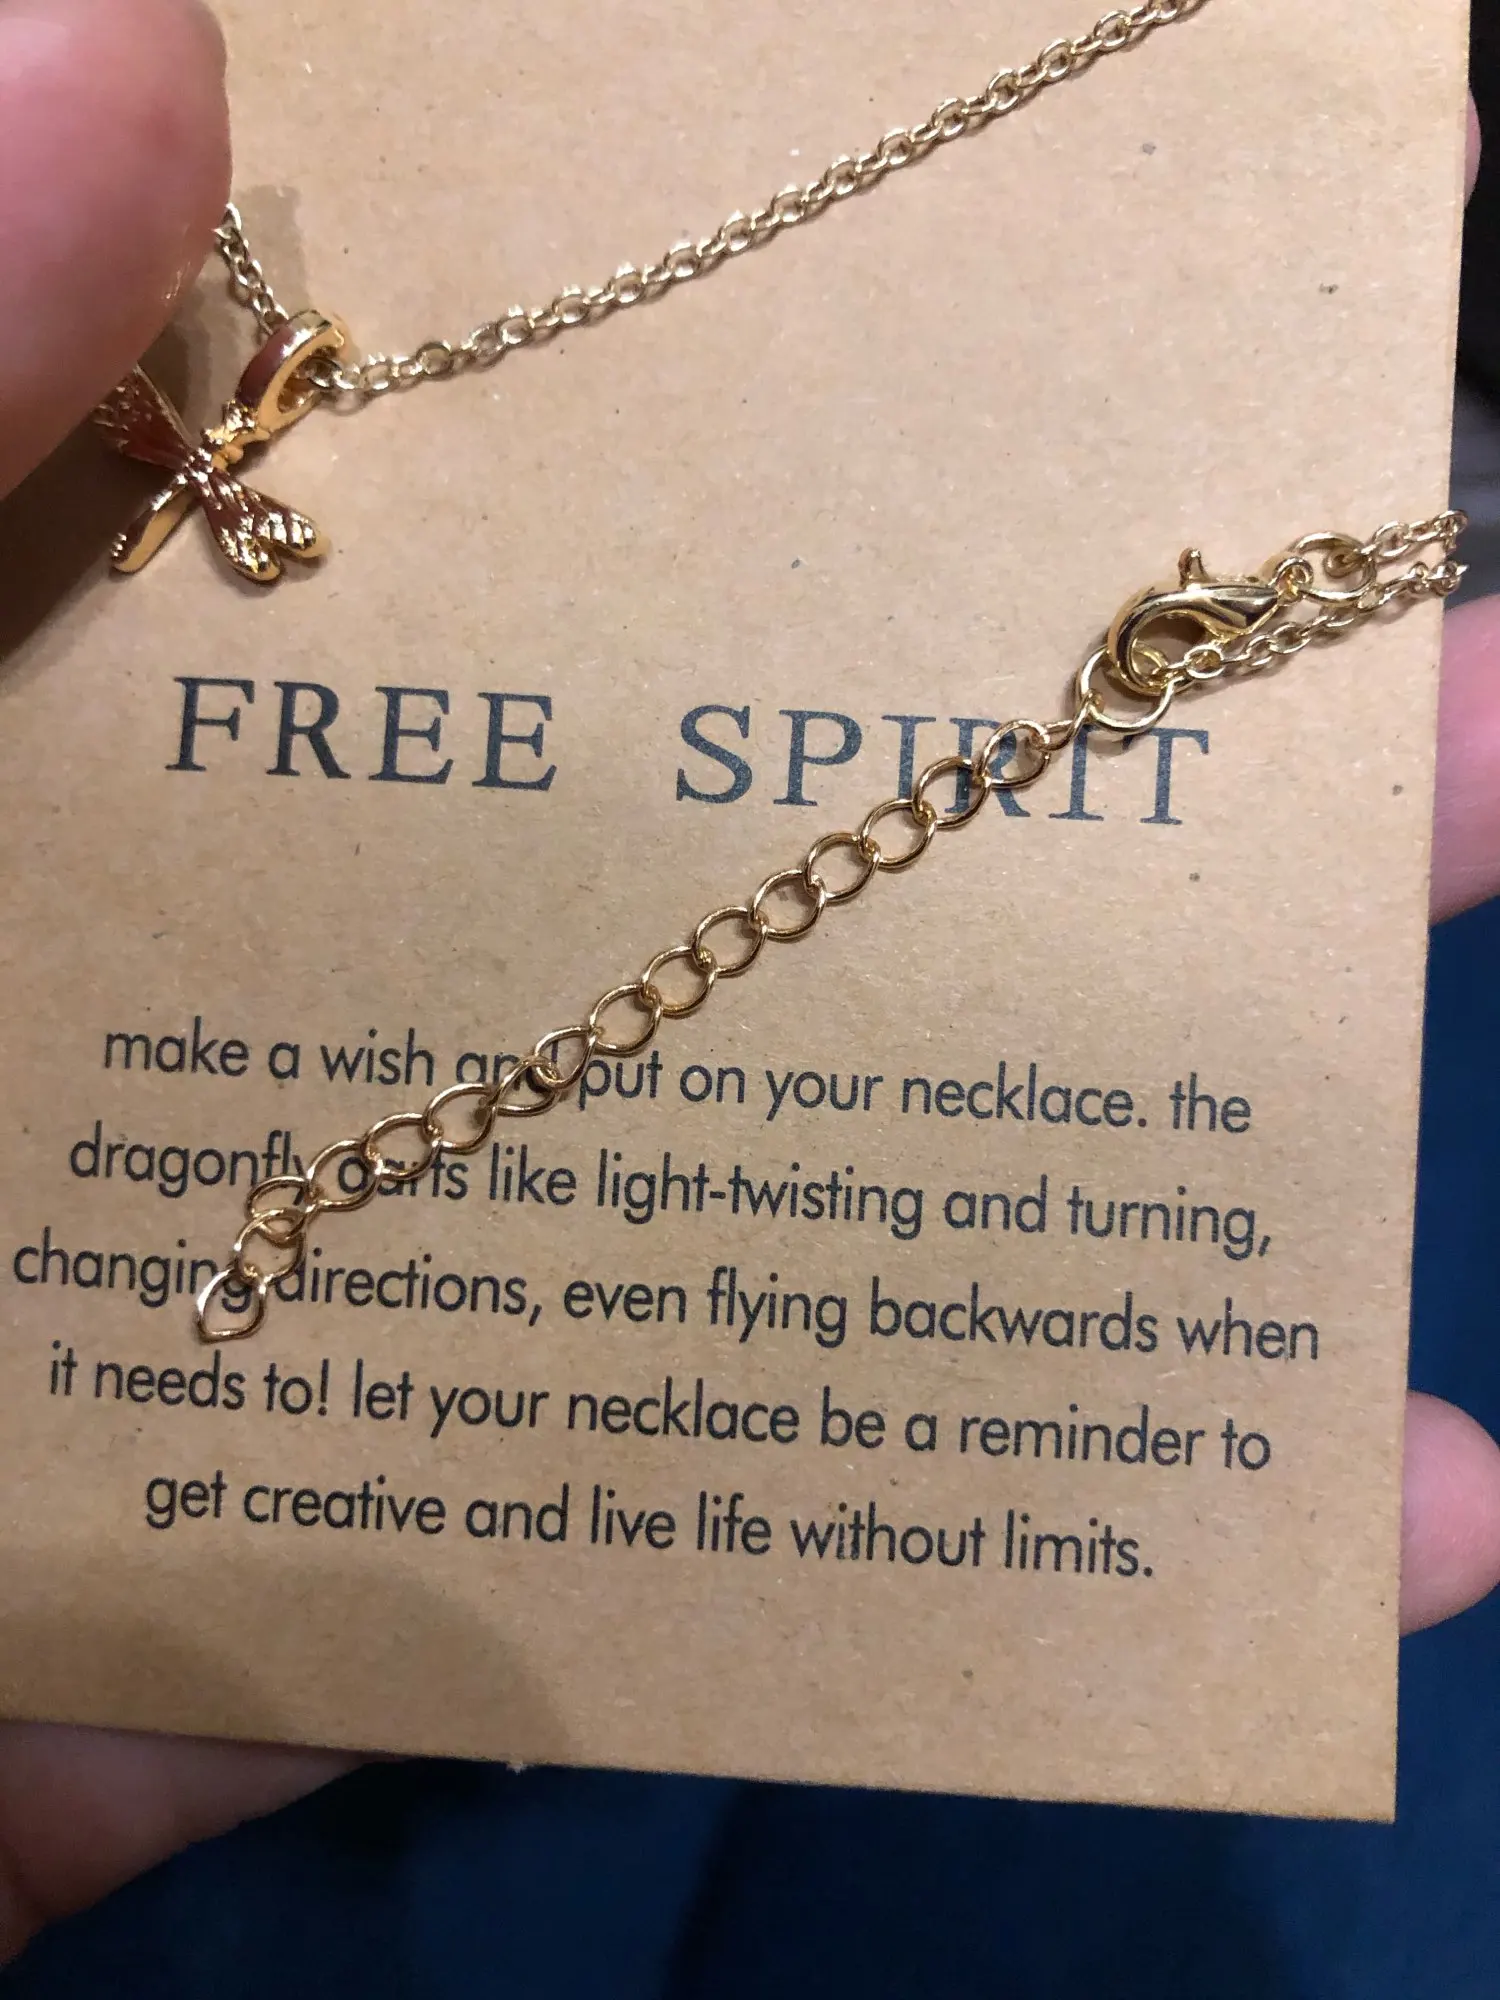 FREE SPIRIT
make a wish and put on your necklace. the
dragonfly darts like light-twisting and turning,
changing directions, even flying backwards when
it needs to! let your necklace be a reminder to
get creative and live life without limits.